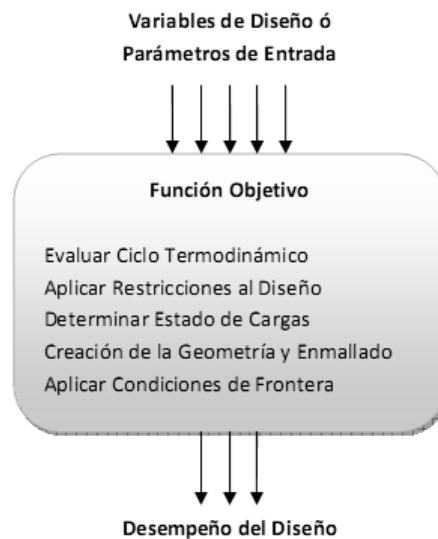 Variables de Diseño ó
Parámetros de Entrada
Función Objetivo
Evaluar Ciclo Termodinámico
Aplicar Restricciones al Diseño
Determinar Estado de Cargas
Creación de la Geometría y Enmallado
Aplicar Condiciones de Frontera
Desempeño del Diseño